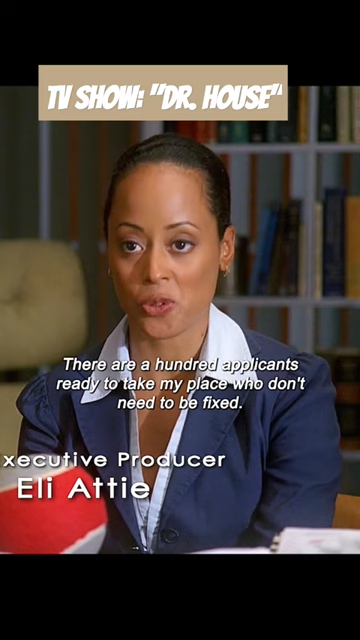 TV SHOW: "DR. HOUSE"
There are a hundred applicants
ready to take my place who don't
need to be fixed.
xecutive Producer
Eli Attie